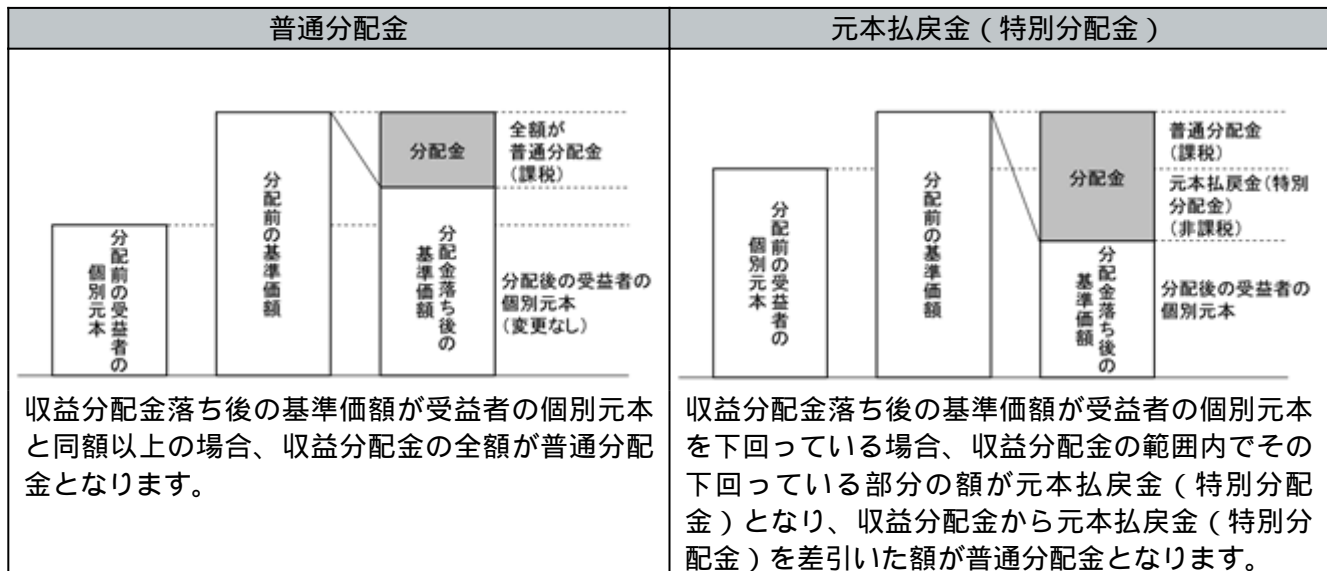 普通分配金
分配前の受益者の
個別元本
分配前の基準価額
分配金
分配金落ち後の
基準価額
全額が
普通分配金
(課税)
分配後の受益者の
個別元本
(変更なし)
収益分配金落ち後の基準価額が受益者の個別元本
と同額以上の場合、収益分配金の全額が普通分配
金となります。
元本払戻金(特別分配金)
分配前の受益者の
個別元本
分配前の基準価額
分配金
分配金落ち後の
基準価額
普通分配金
(課税)
元本払戻金(特別
分配金)
(非課税)
分配後の受益者の
個別元本
収益分配金落ち後の基準価額が受益者の個別元本
を下回っている場合、収益分配金の範囲内でその
下回っている部分の額が元本払戻金(特別分配
金)となり、収益分配金から元本払戻金(特別分
配金)を差引いた額が普通分配金となります。